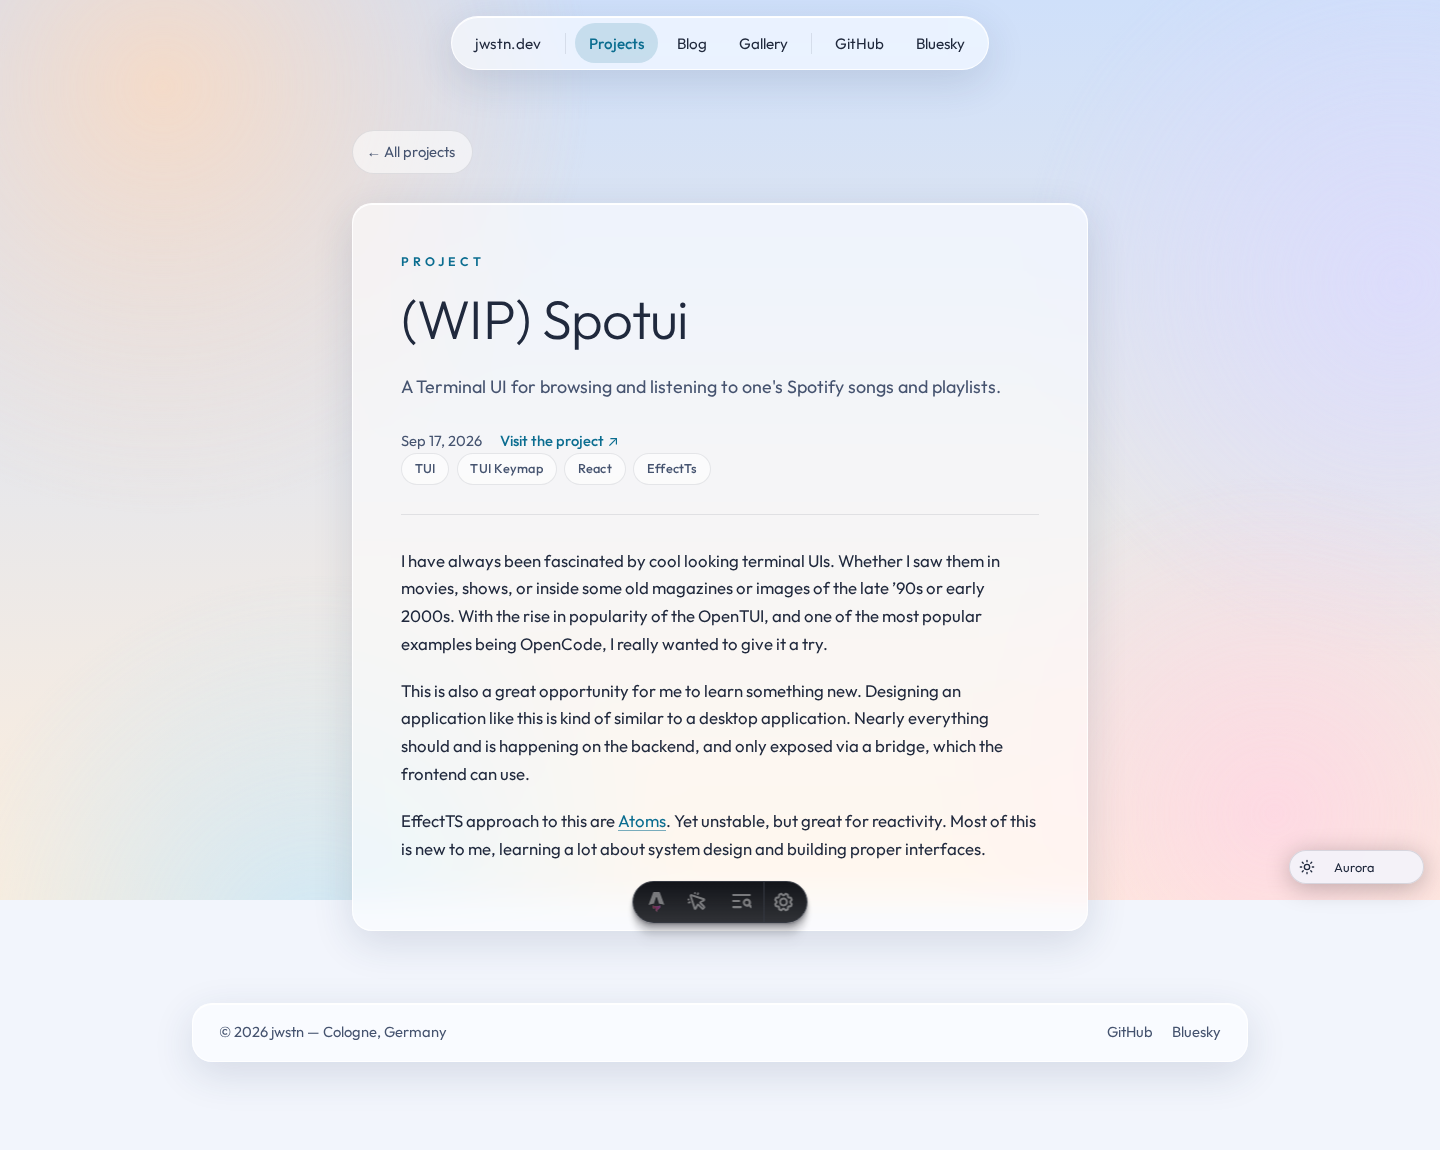 jwstn.dev
Projects
Blog
Gallery
GitHub
Bluesky
← All projects
PROJECT
(WIP) Spotui
A Terminal UI for browsing and listening to one's Spotify songs and playlists.
Sep 17, 2026 Visit the project ↗
TUI
TUI Keymap
React
EffectTs
I have always been fascinated by cool looking terminal UIs. Whether I saw them in
movies, shows, or inside some old magazines or images of the late ’90s or early
2000s. With the rise in popularity of the OpenTUI, and one of the most popular
examples being OpenCode, I really wanted to give it a try.
This is also a great opportunity for me to learn something new. Designing an
application like this is kind of similar to a desktop application. Nearly everything
should and is happening on the backend, and only exposed via a bridge, which the
frontend can use.
EffectTS approach to this are Atoms. Yet unstable, but great for reactivity. Most of this
is new to me, learning a lot about system design and building proper interfaces.
Aurora
© 2026 jwstn — Cologne, Germany
GitHub
Bluesky